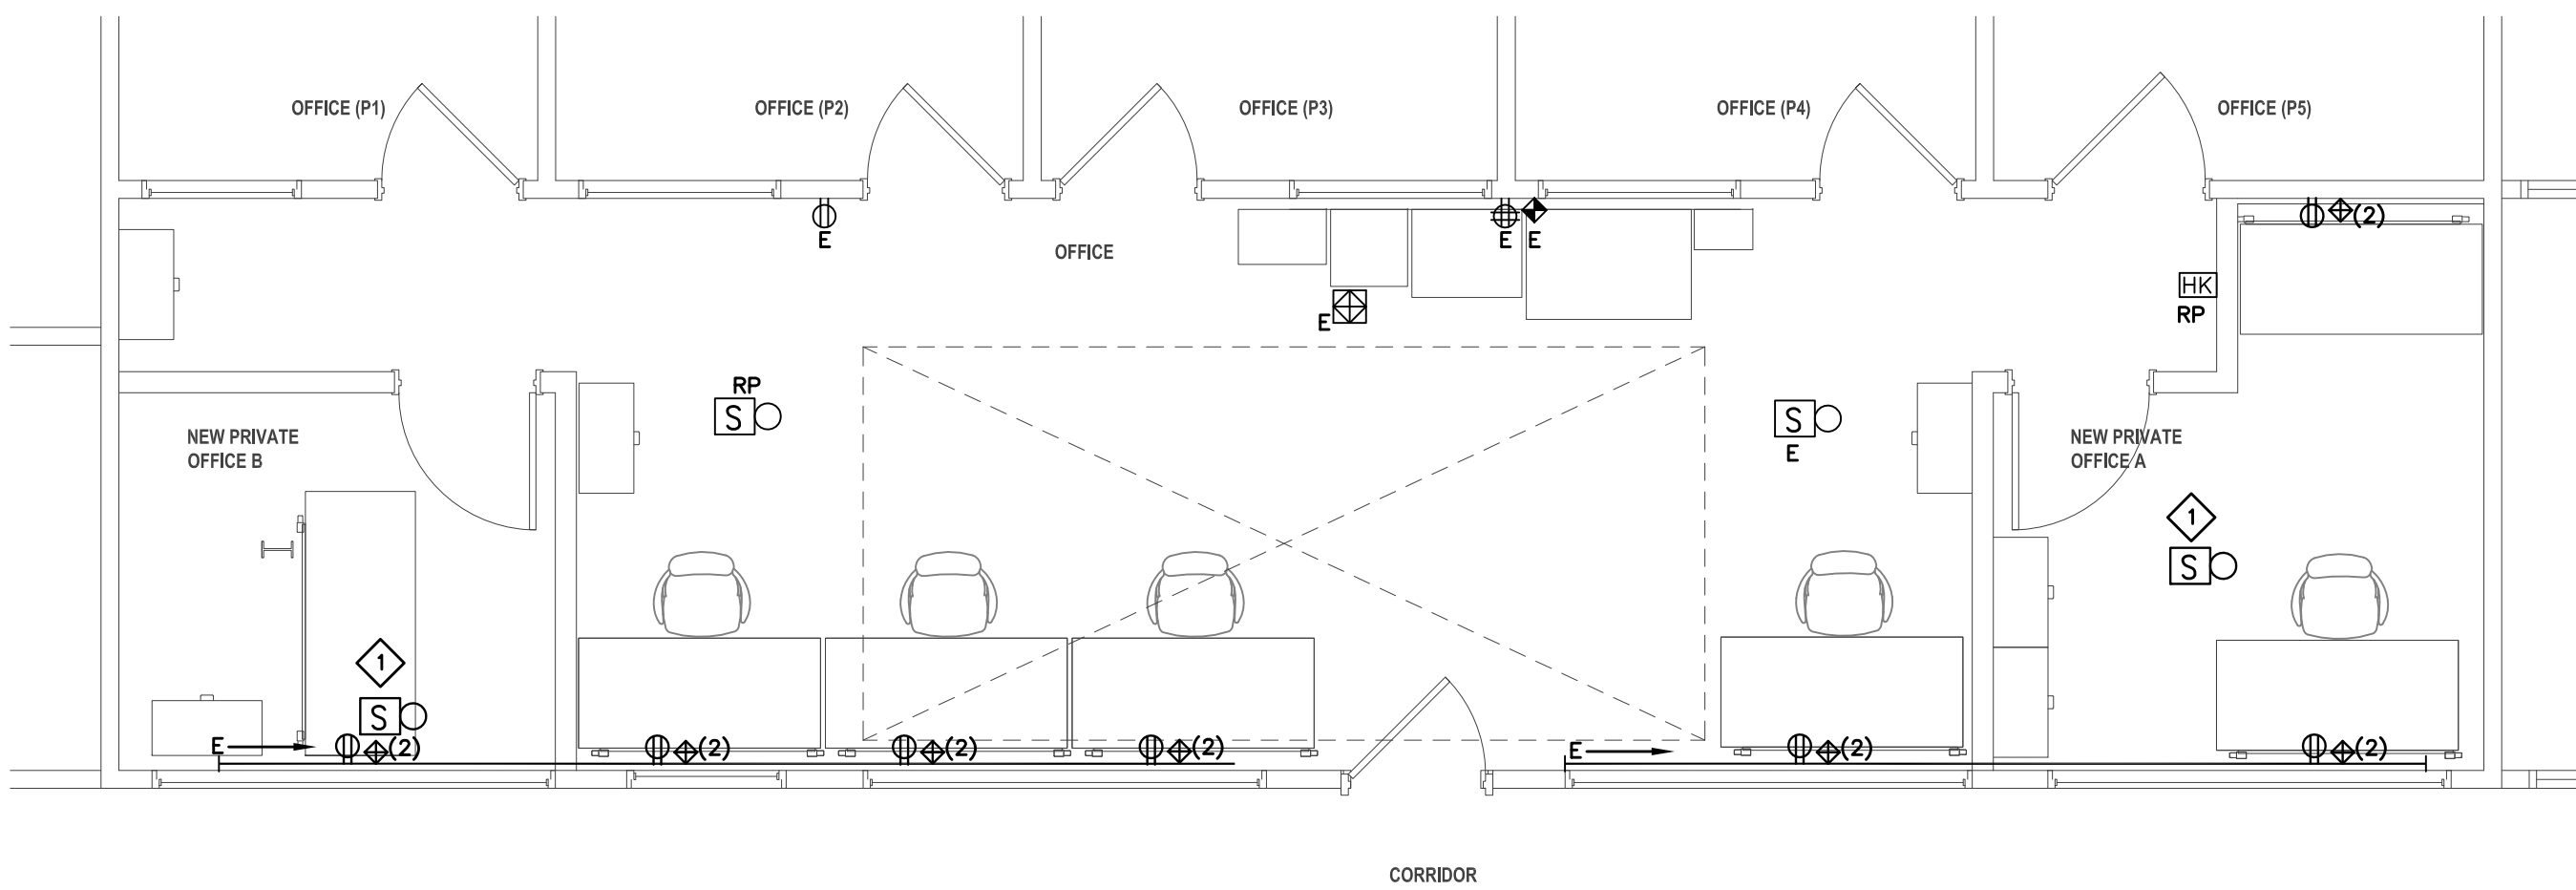 OFFICE (P1)
OFFICE (P2)
OFFICE (P3)
OFFICE (P4)
OFFICE (P5)
(2)
E
E E
OFFICE
HK
RP
E
RP
S
S
E
NEW PRIVATE
OFFICE B
NEW PRIVATE
OFFICE A
1
S
1
S
E
(2)
(2)
(2)
(2)
E
(2)
(2)
CORRIDOR